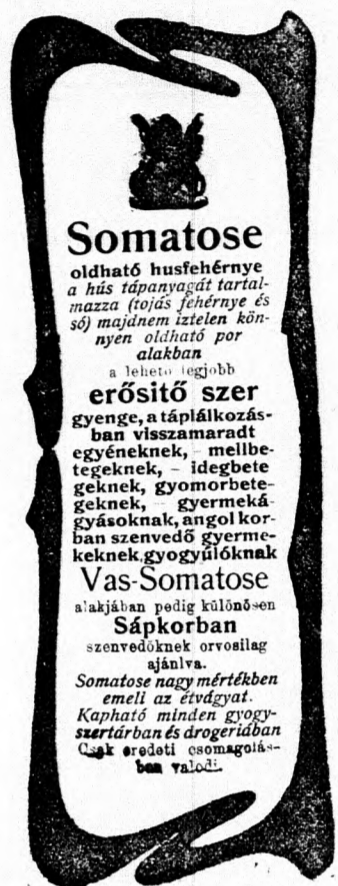 Somatose
oldható husfehérnye
a hús tápanyagát tartal-
mazza (tojás fehérnye és
só) majdnem iztelen kön-
nyen oldható por
alakban
a lehető legjobb
erősitő szer
gyenge, a táplálkozás-
ban visszamaradt
egyéneknek, – mellbe-
tegeknek, – idegbete
geknek, gyomorbete-
geknek, – gyermeká-
gyásoknak, angol kor-
ban szenvedő gyerme-
keknek, gyogyúlóknak
Vas-Somatose
alakjában pedig különösen
Sápkorban
szenvedőknek orvosilag
ajánlva.
Somatose nagy mértékben
emeli az étvágyat.
Kapható minden gyogy-
szertárban és drogeriában
Csak eredeti csomagolás-
ban valodi.